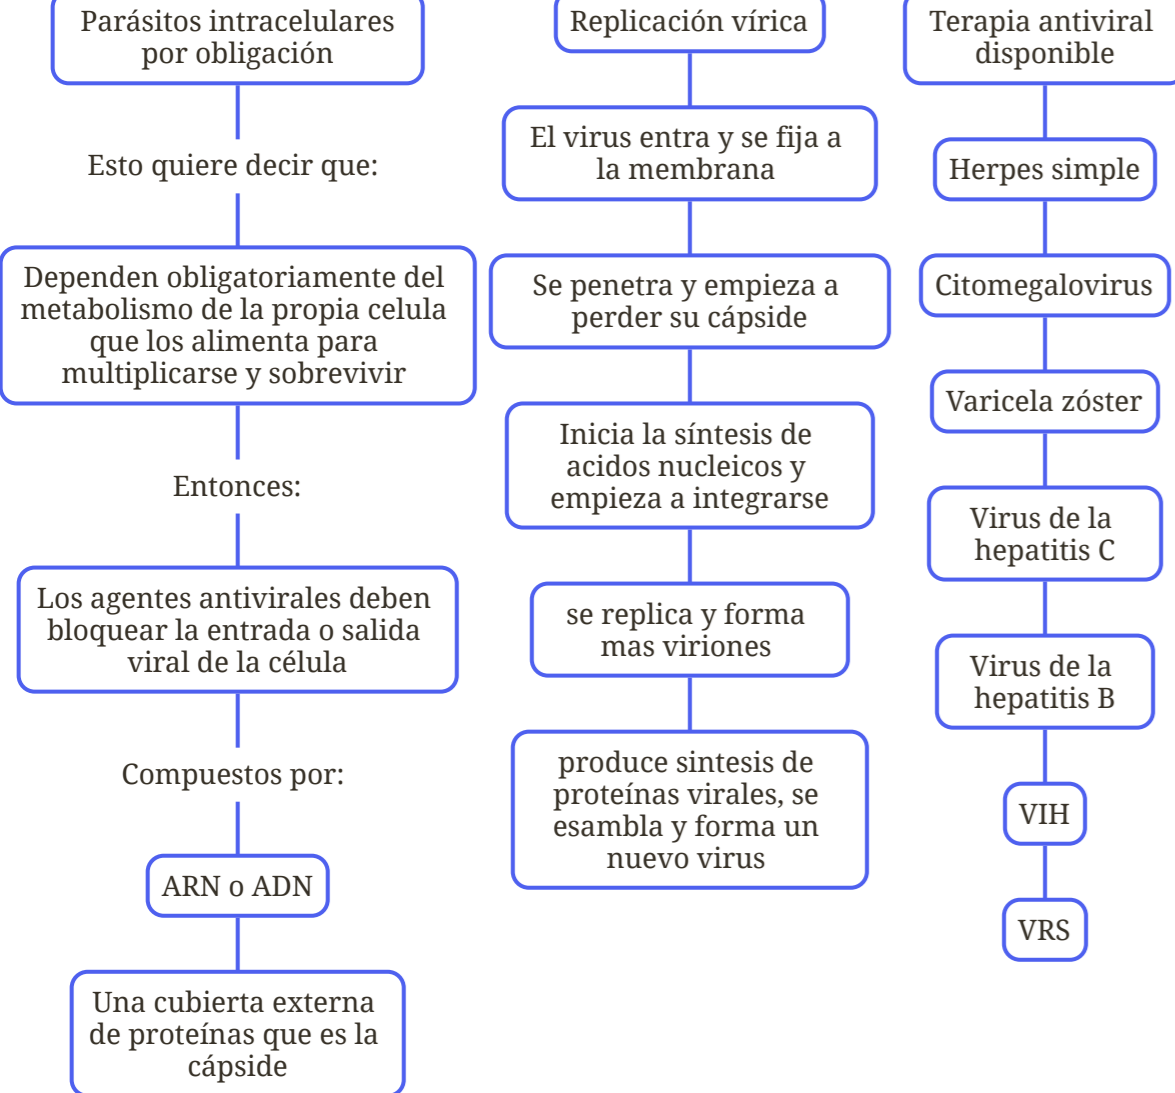 Parásitos intracelulares
por obligación
Esto quiere decir que:
Dependen obligatoriamente del
metabolismo de la propia celula
que los alimenta para
multiplicarse y sobrevivir
Entonces:
Los agentes antivirales deben
bloquear la entrada o salida
viral de la célula
Compuestos por:
ARN o ADN
Una cubierta externa
de proteínas que es la
cápside
Replicación vírica
El virus entra y se fija a
la membrana
Se penetra y empieza a
perder su cápside
Inicia la síntesis de
acidos nucleicos y
empieza a integrarse
se replica y forma
mas viriones
produce sintesis de
proteínas virales, se
esambla y forma un
nuevo virus
Terapia antiviral
disponible
Herpes simple
Citomegalovirus
Varicela zóster
Virus de la
hepatitis C
Virus de la
hepatitis B
VIH
VRS